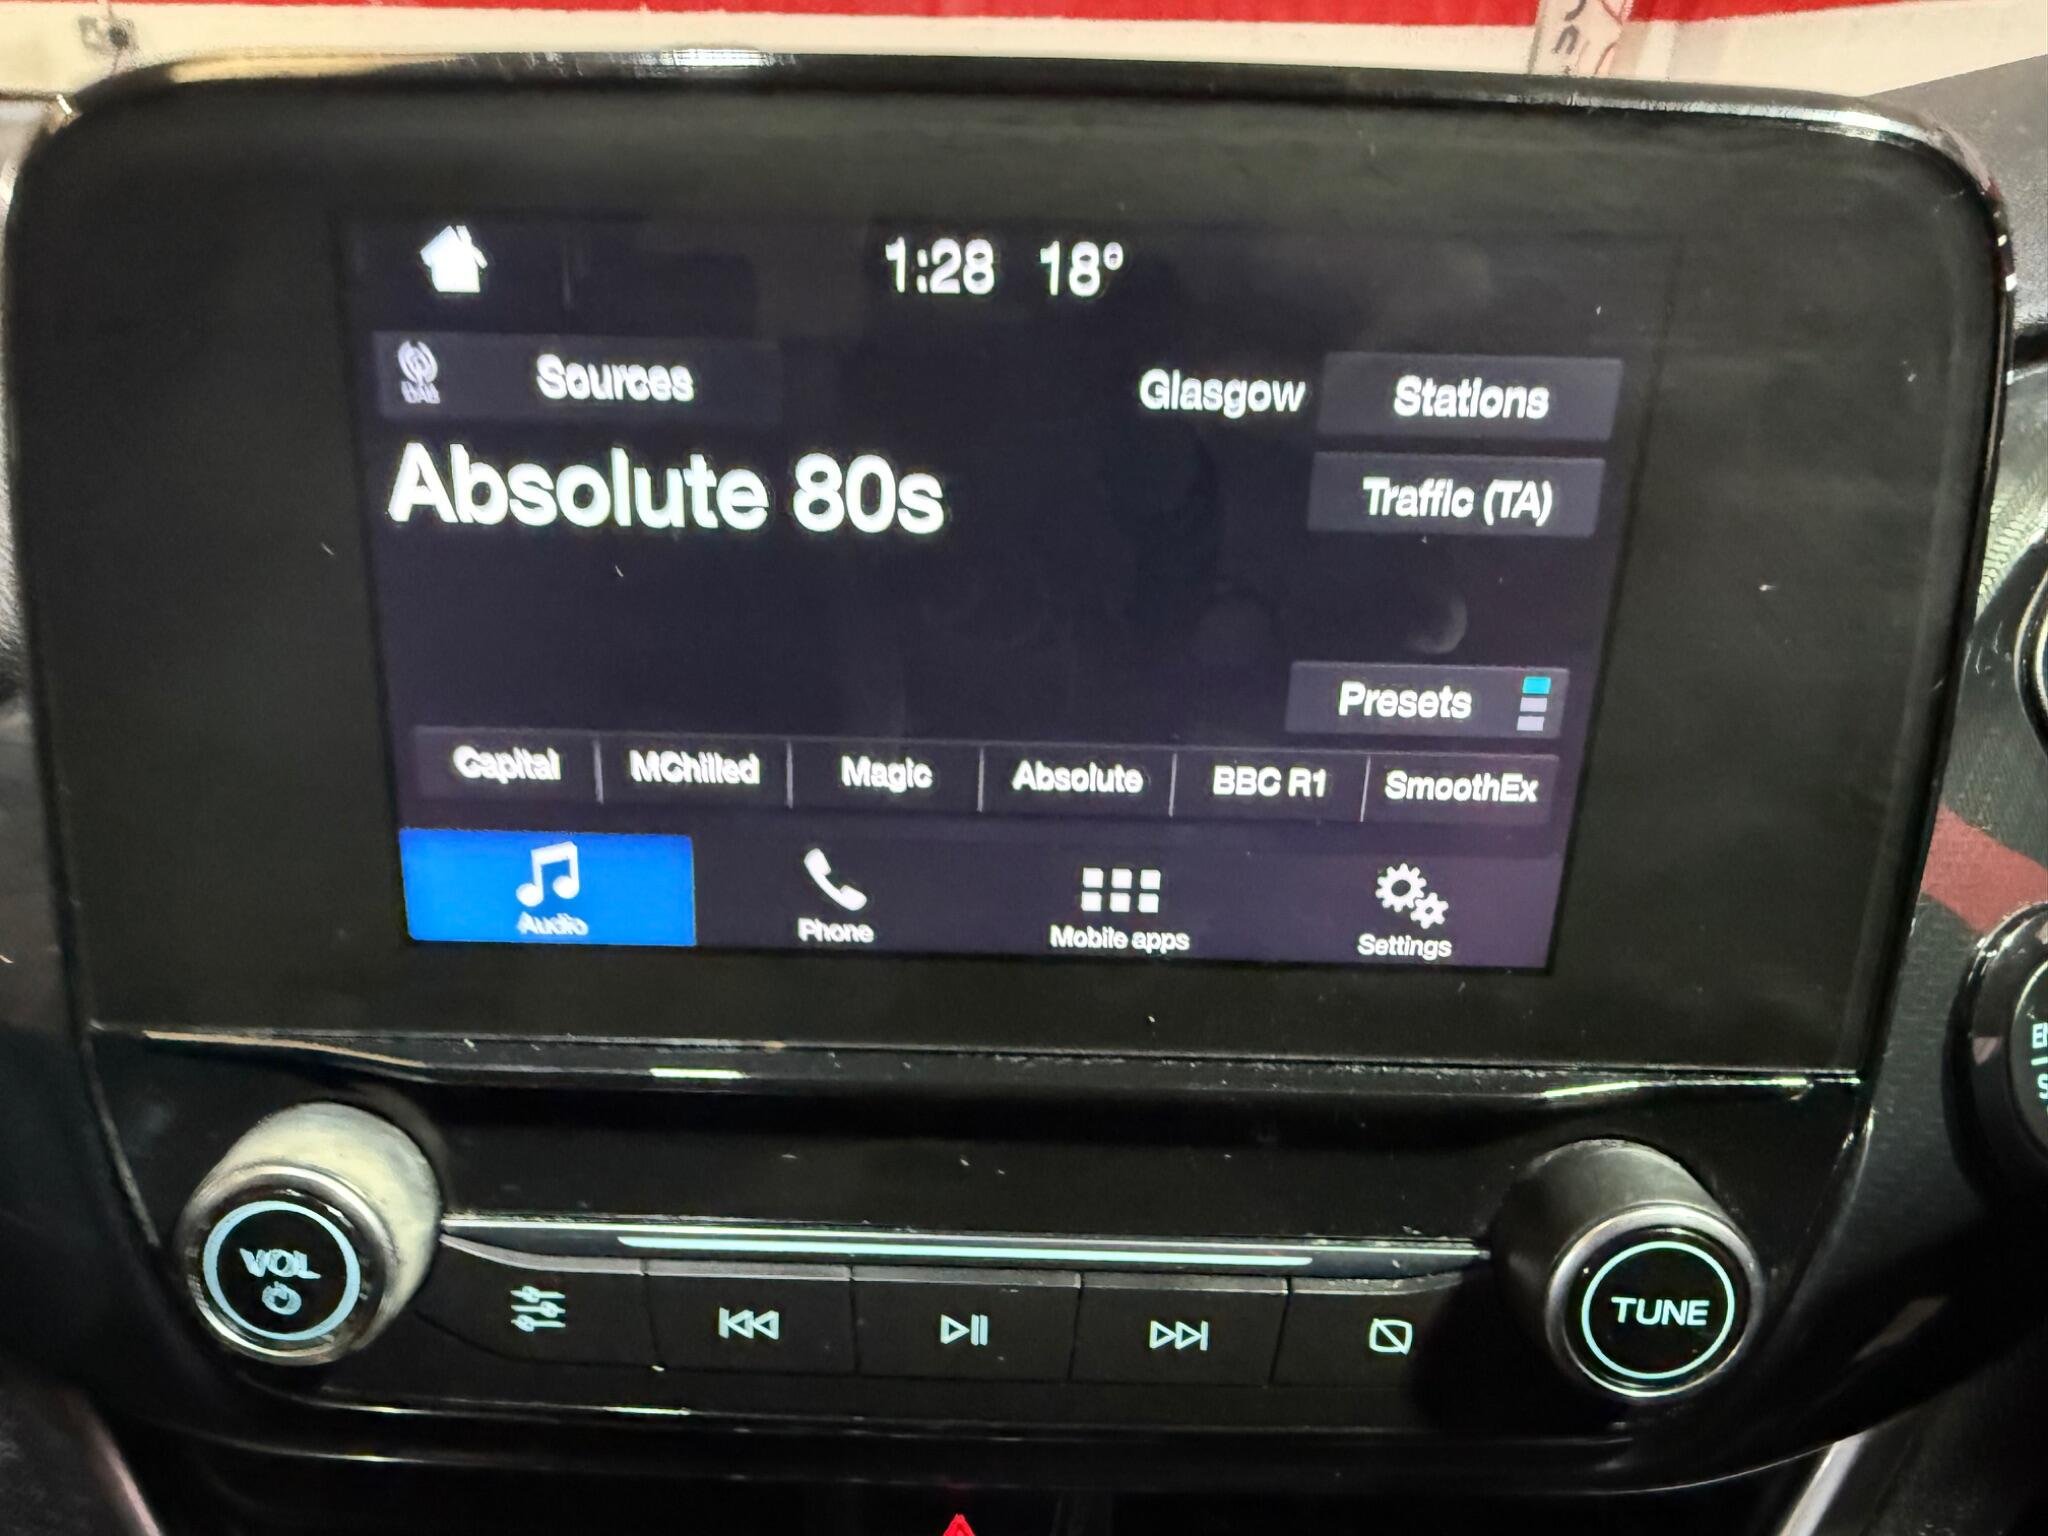 1:28 18°
DAB Sources Glasgow Stations
Absolute 80s Traffic (TA)
Presets
Capital MChilled Magic Absolute BBC R1 SmoothEx
Audio Phone Mobile apps Settings
VOL TUNE